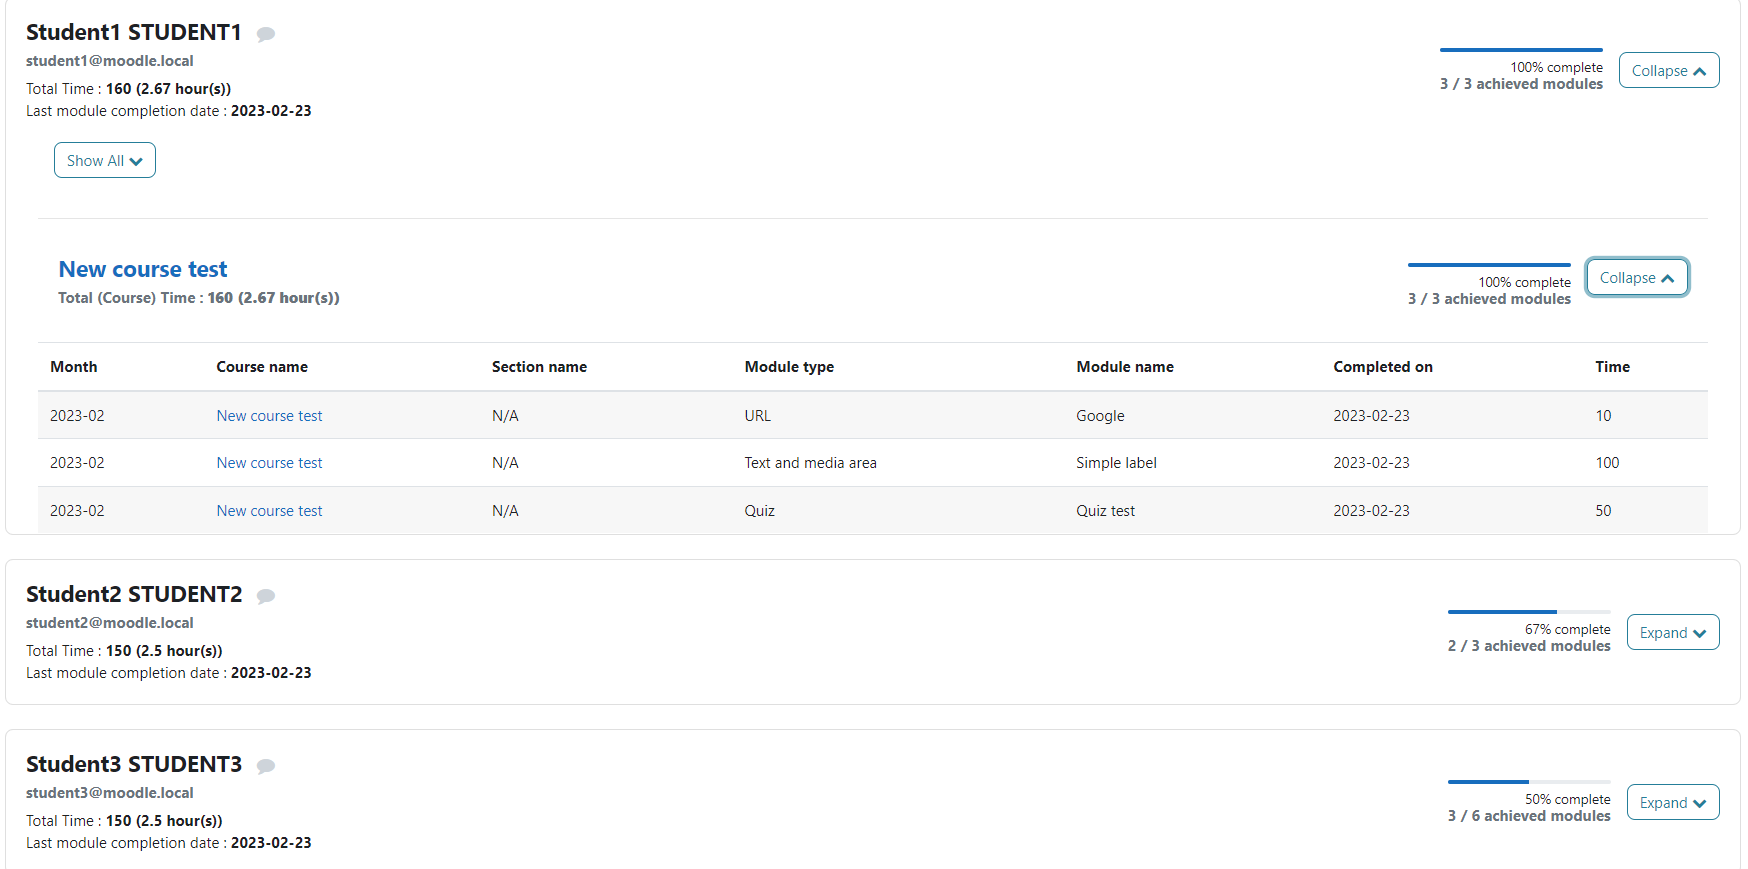 Student1 STUDENT1
student1@moodle.local
Total Time : 160 (2.67 hour(s))
Last module completion date : 2023-02-23
100% complete
3 / 3 achieved modules
Collapse
Show All
New course test
Total (Course) Time : 160 (2.67 hour(s))
100% complete
3 / 3 achieved modules
Collapse
Month Course name Section name Module type Module name Completed on Time
2023-02 New course test N/A URL Google 2023-02-23 10
2023-02 New course test N/A Text and media area Simple label 2023-02-23 100
2023-02 New course test N/A Quiz Quiz test 2023-02-23 50
Student2 STUDENT2
student2@moodle.local
Total Time : 150 (2.5 hour(s))
Last module completion date : 2023-02-23
67% complete
2 / 3 achieved modules
Expand
Student3 STUDENT3
student3@moodle.local
Total Time : 150 (2.5 hour(s))
Last module completion date : 2023-02-23
50% complete
3 / 6 achieved modules
Expand